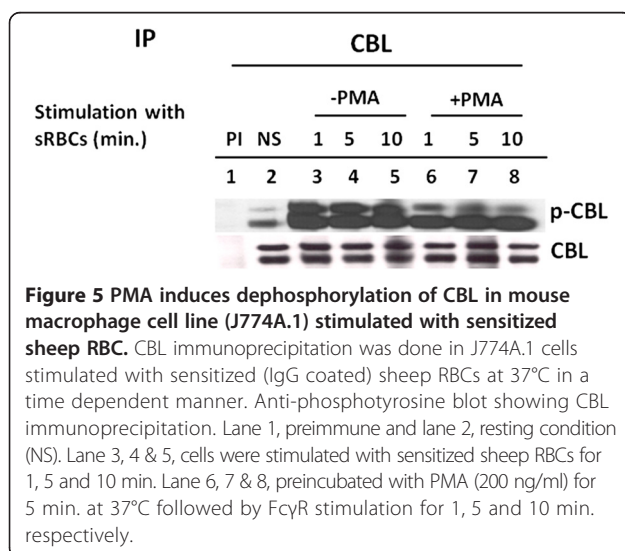 IP CBL
-PMA +PMA
Stimulation with
sRBCs (min.) PI NS 1 5 10 1 5 10
1 2 3 4 5 6 7 8
p-CBL
CBL
Figure 5 PMA induces dephosphorylation of CBL in mouse
macrophage cell line (J774A.1) stimulated with sensitized
sheep RBC. CBL immunoprecipitation was done in J774A.1 cells
stimulated with sensitized (IgG coated) sheep RBCs at 37°C in a
time dependent manner. Anti-phosphotyrosine blot showing CBL
immunoprecipitation. Lane 1, preimmune and lane 2, resting condition
(NS). Lane 3, 4 & 5, cells were stimulated with sensitized sheep RBCs for
1, 5 and 10 min. Lane 6, 7 & 8, preincubated with PMA (200 ng/ml) for
5 min. at 37°C followed by FcγR stimulation for 1, 5 and 10 min.
respectively.